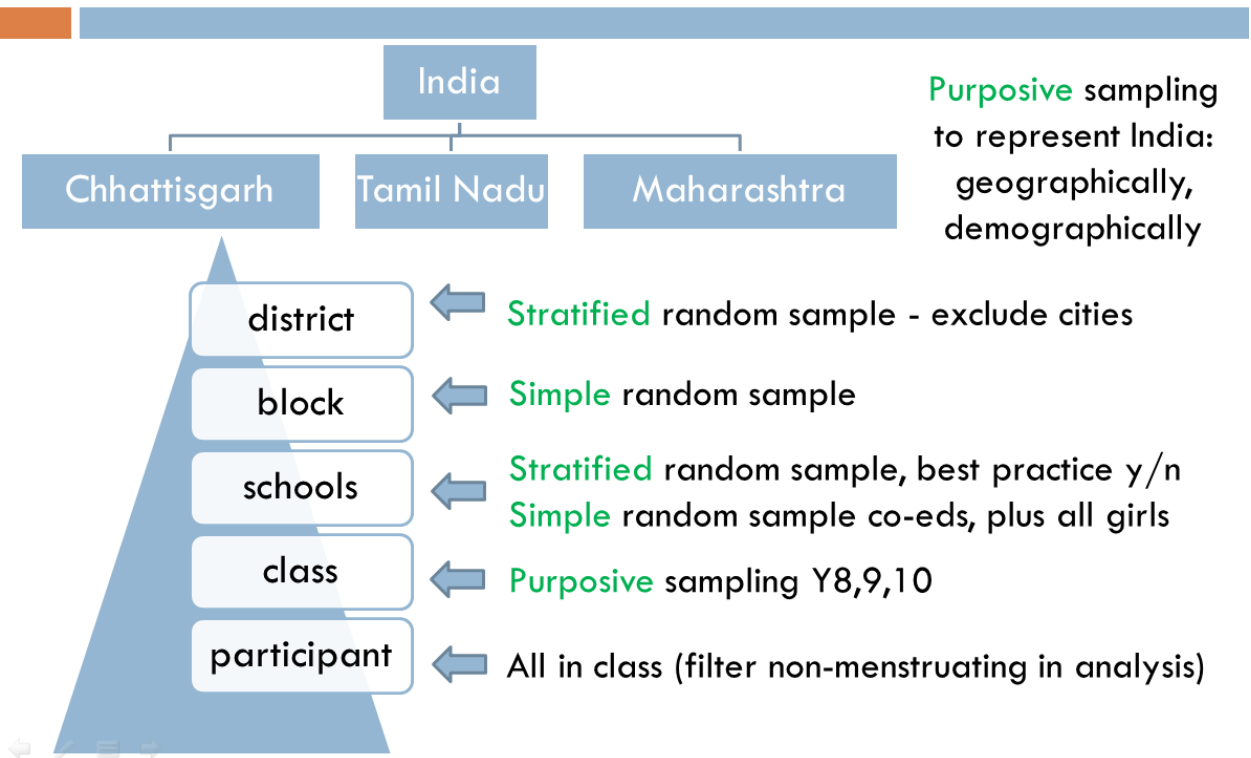 India
Chhattisgarh
Tamil Nadu
Maharashtra
Purposive sampling
to represent India:
geographically,
demographically
district
Stratified random sample - exclude cities
block
Simple random sample
schools
Stratified random sample, best practice y/n
Simple random sample co-eds, plus all girls
class
Purposive sampling Y8,9,10
participant
All in class (filter non-menstruating in analysis)